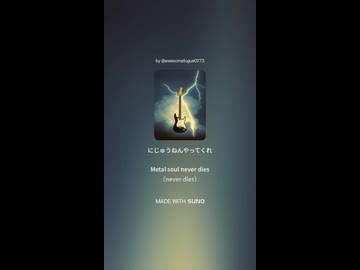 by @awesomefugue0773
にじゅうねんやってくれ
Metal soul never dies
(never dies)
MADE WITH SUNO